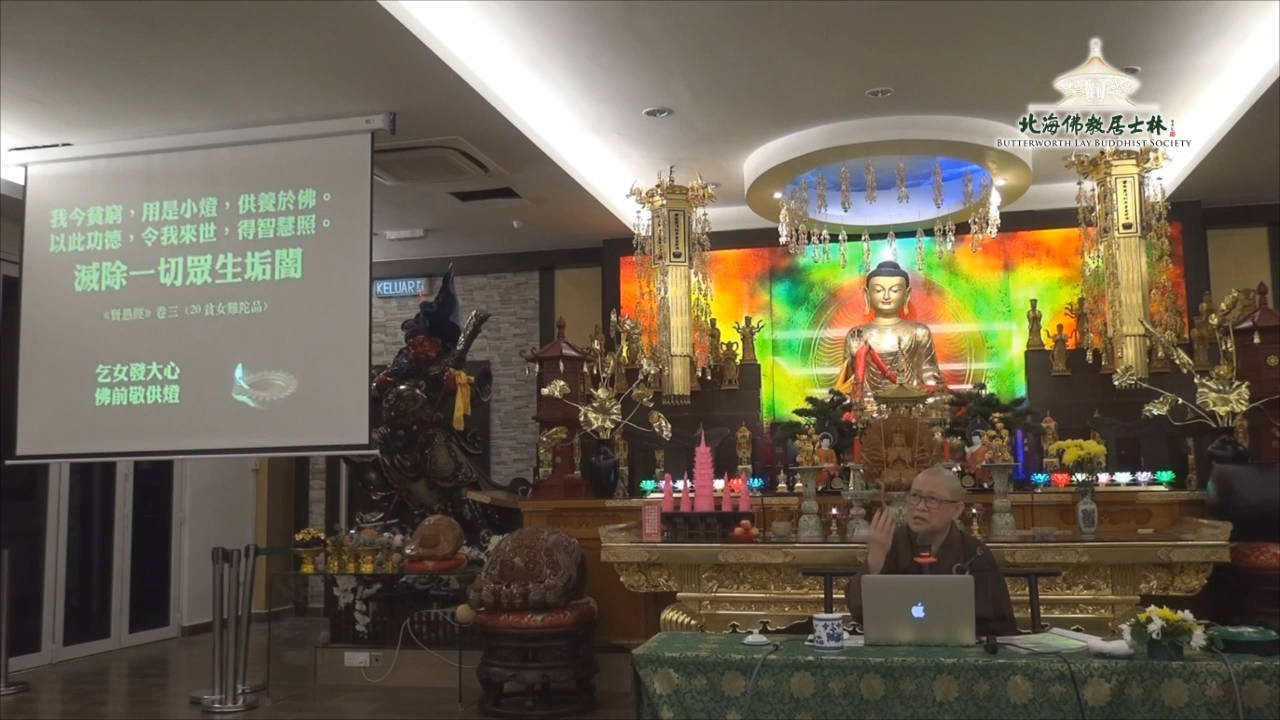 我今貧窮，用是小燈，供養於佛。
以此功德，令我來世，得智慧照。
滅除一切眾生垢闇
《賢愚經》卷三〈20 貧女難陀品〉
乞女發大心
佛前敬供燈
KELUAR
北海佛教居士林
BUTTERWORTH LAY BUDDHIST SOCIETY